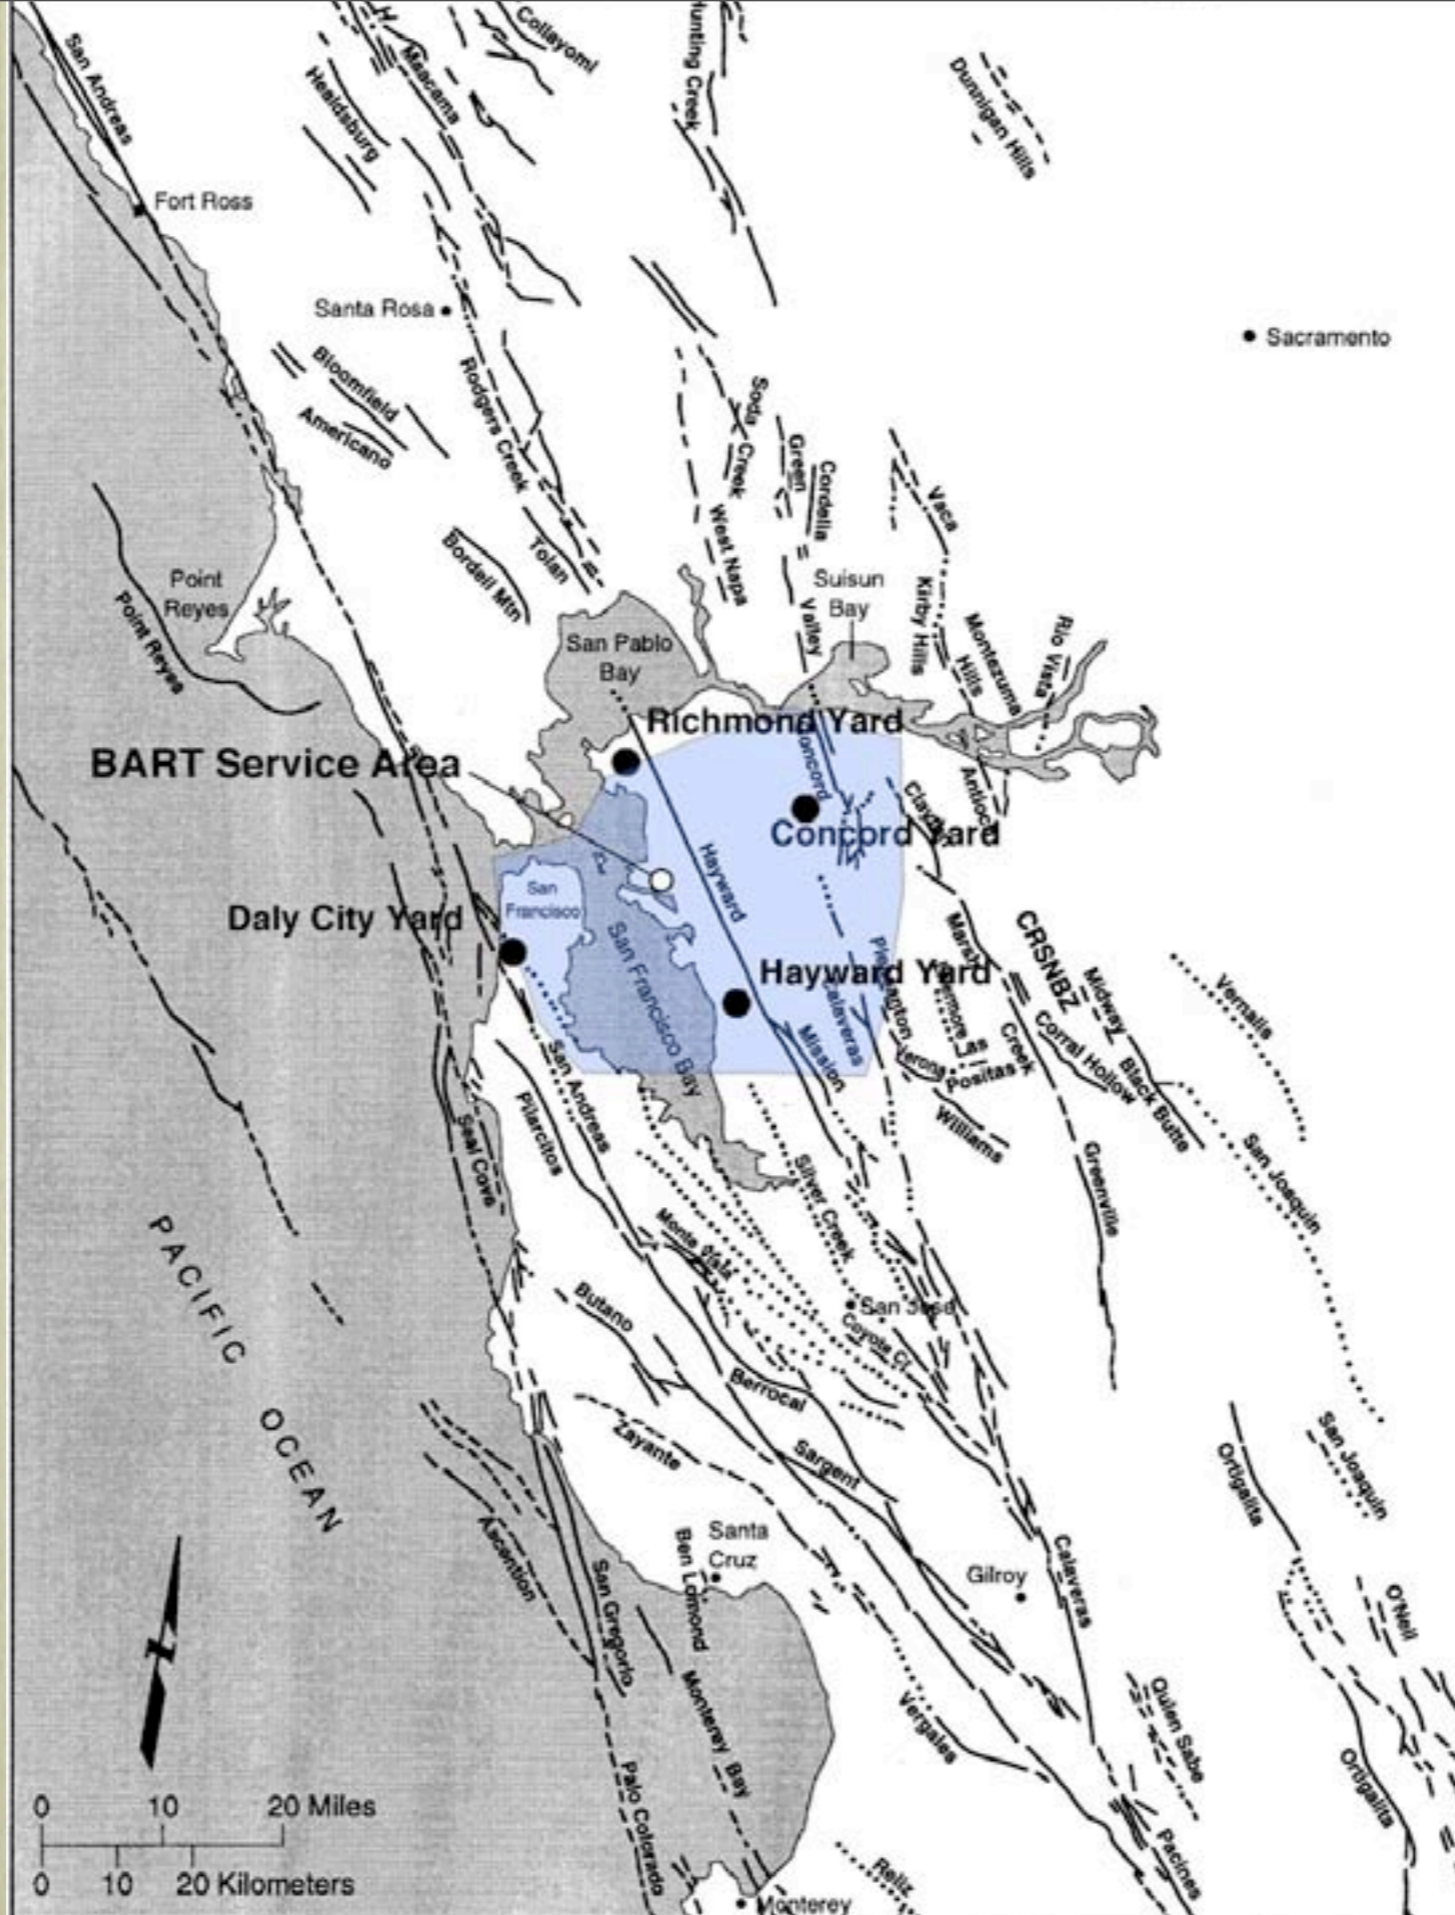 San Andreas
Healdsburg
Maacama
Collayomi
Hunting Creek
Dunnigan Hills
Fort Ross
Santa Rosa
Sacramento
Bloomfield
Americano
Rodgers Creek
Soda
Creek
Green
Cordelia
Vaca
West Napa
Bordell Mtn
Tolan
Point
Reyes
Point Reyes
Suisun
Bay
Valley
Kirby Hills
Montezuma
Hills
Rio Vista
San Pablo
Bay
Richmond Yard
BART Service Area
Concord
Antioch
Concord Yard
Hayward
San
Francisco
Daly City Yard
San Francisco Bay
Hayward Yard
Marsh
Creek
CRSNBZ
Midway
Vernalis
Calaveras
Mission
Las
Positas
Verona
Corral Hollow
Black Butte
Williams
San Andreas
Pilarcitos
Seal Cove
Greenville
San Joaquin
Silver Creek
Monte Vista
San Jose
Coyote Cr.
Butano
Berrocal
PACIFIC
OCEAN
Zayante
Sargent
Ortigalita
San Joaquin
Ascention
Santa
Cruz
Ben Lomond
San Gregorio
Gilroy
Calaveras
O'Neil
Monterey Bay
Vergales
Quien Sabe
Ortigalita
Palo Colorado
Pacines
Reliz
Monterey
0 10 20 Miles
0 10 20 Kilometers